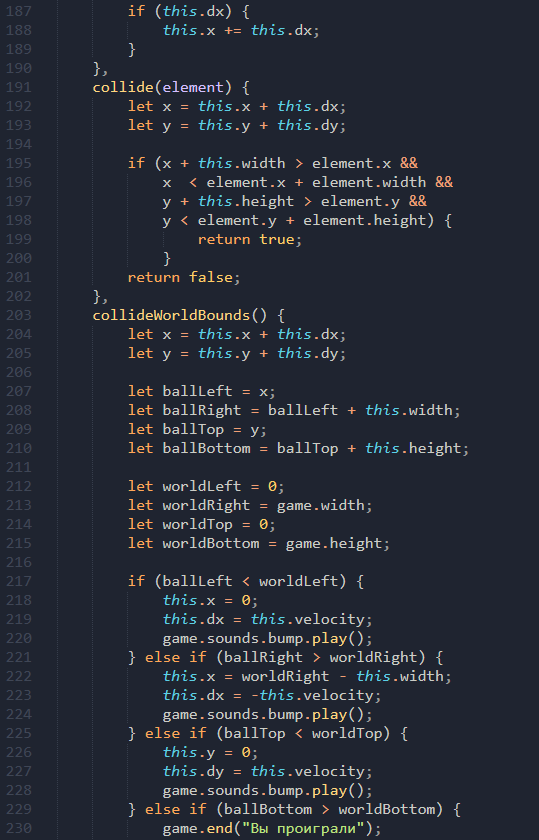 187 if (this.dx) {
188 this.x += this.dx;
189 }
190 },
191 collide(element) {
192 let x = this.x + this.dx;
193 let y = this.y + this.dy;
194
195 if (x + this.width > element.x &&
196 x  < element.x + element.width &&
197 y + this.height > element.y &&
198 y < element.y + element.height) {
199 return true;
200 }
201 return false;
202 },
203 collideWorldBounds() {
204 let x = this.x + this.dx;
205 let y = this.y + this.dy;
206
207 let ballLeft = x;
208 let ballRight = ballLeft + this.width;
209 let ballTop = y;
210 let ballBottom = ballTop + this.height;
211
212 let worldLeft = 0;
213 let worldRight = game.width;
214 let worldTop = 0;
215 let worldBottom = game.height;
216
217 if (ballLeft < worldLeft) {
218 this.x = 0;
219 this.dx = this.velocity;
220 game.sounds.bump.play();
221 } else if (ballRight > worldRight) {
222 this.x = worldRight - this.width;
223 this.dx = -this.velocity;
224 game.sounds.bump.play();
225 } else if (ballTop < worldTop) {
226 this.y = 0;
227 this.dy = this.velocity;
228 game.sounds.bump.play();
229 } else if (ballBottom > worldBottom) {
230 game.end("Вы проиграли");